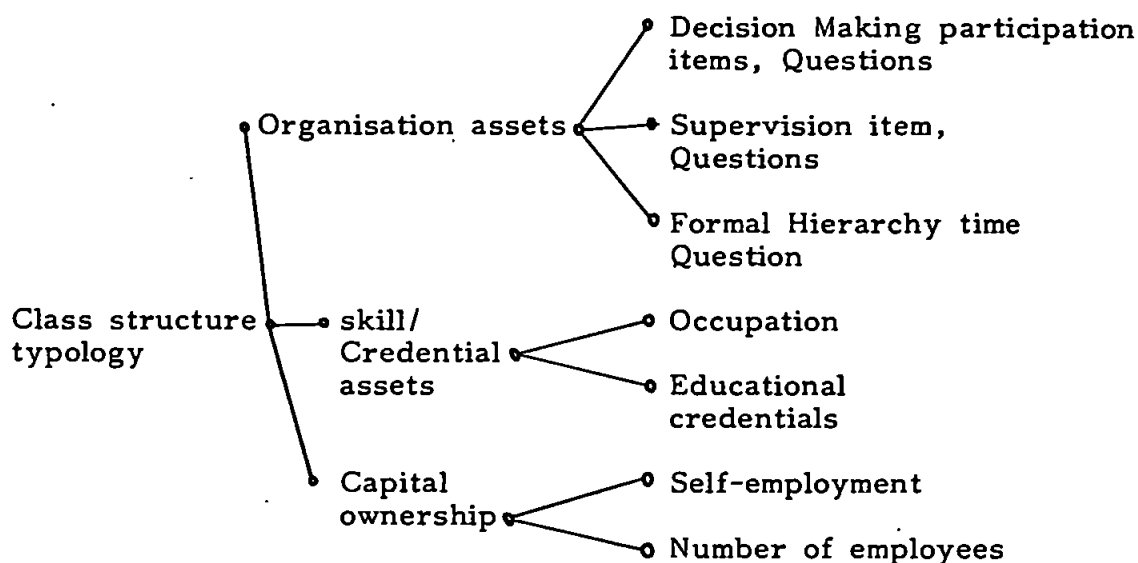 Decision Making participation
items, Questions
Organisation assets
Supervision item,
Questions
Formal Hierarchy time
Question
Class structure
typology
skill/
Credential
assets
Occupation
Educational
credentials
Capital
ownership
Self-employment
Number of employees